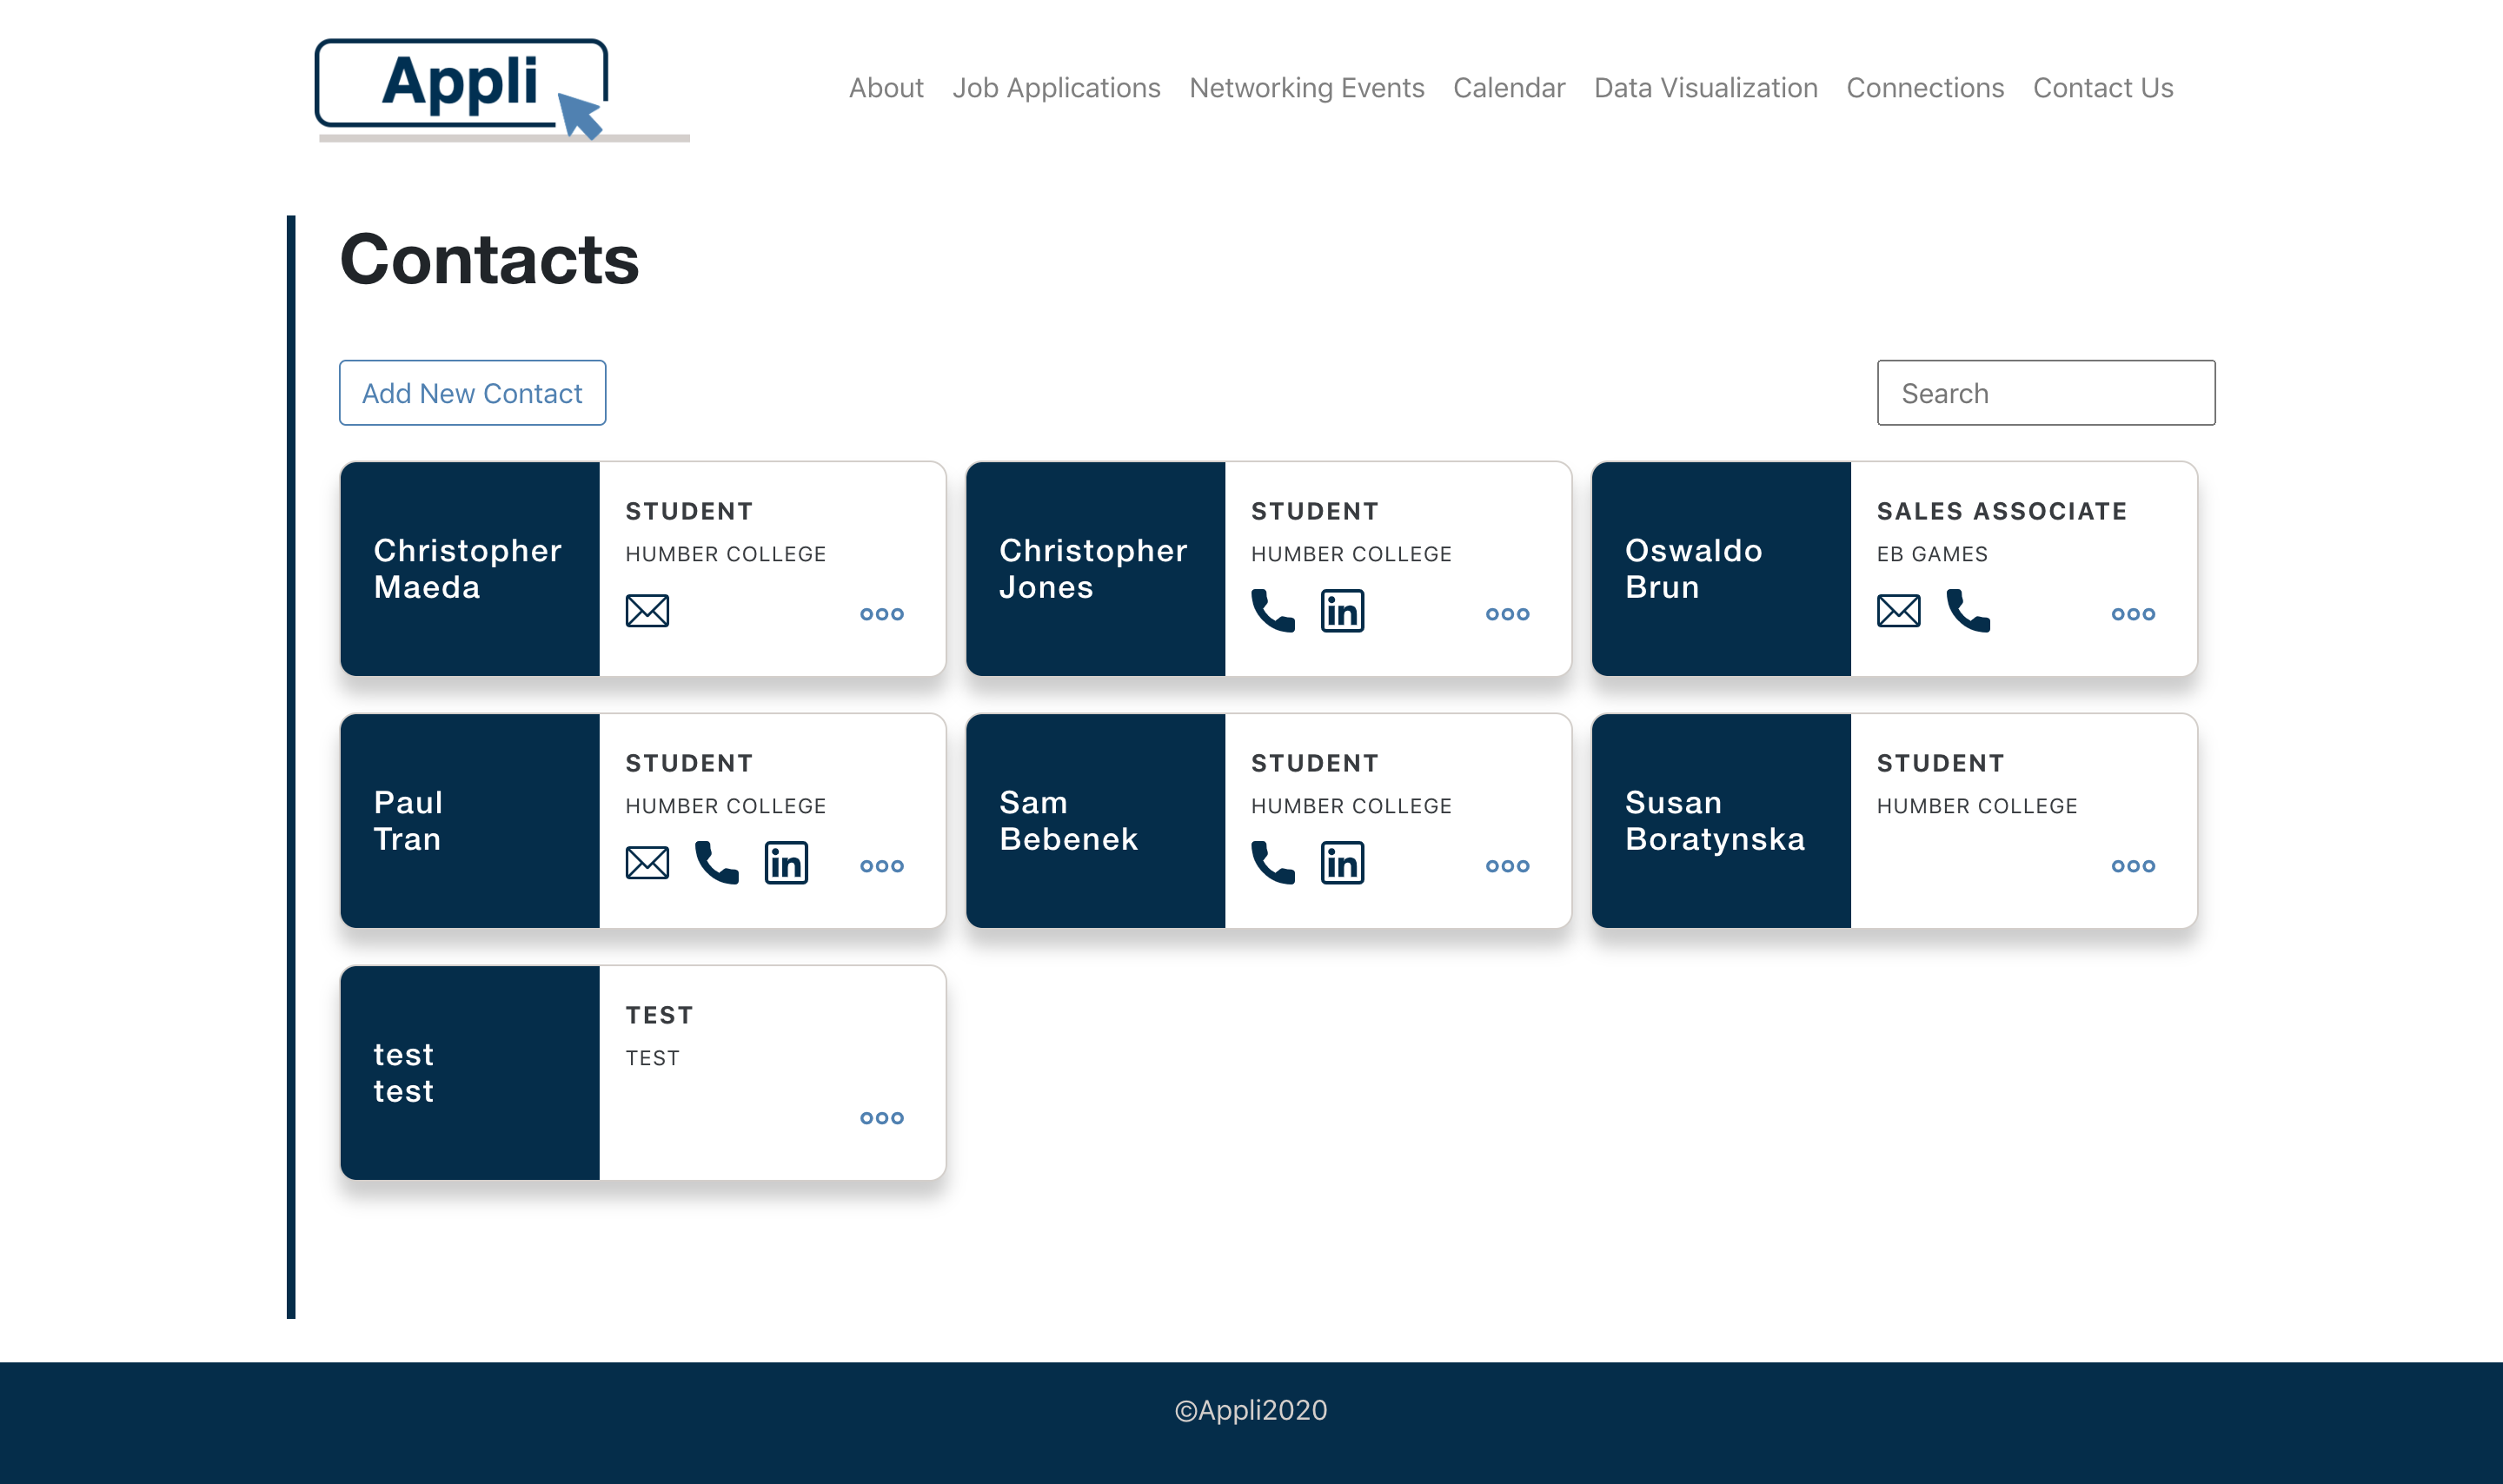 Appli
About Job Applications Networking Events Calendar Data Visualization Connections Contact Us
Contacts
Add New Contact
Search
Christopher
Maeda
STUDENT
HUMBER COLLEGE
Christopher
Jones
STUDENT
HUMBER COLLEGE
in
Oswaldo
Brun
SALES ASSOCIATE
EB GAMES
Paul
Tran
STUDENT
HUMBER COLLEGE
in
Sam
Bebenek
STUDENT
HUMBER COLLEGE
in
Susan
Boratynska
STUDENT
HUMBER COLLEGE
test
test
TEST
TEST
©Appli2020